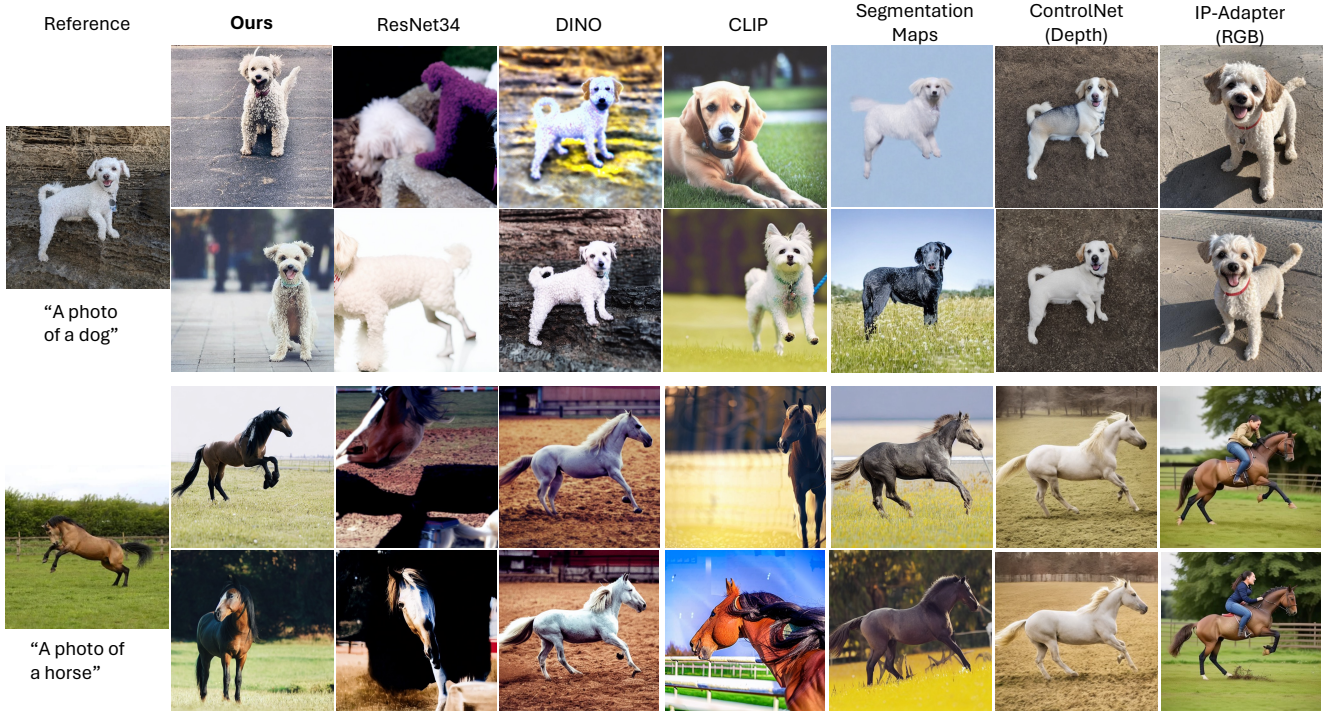 Reference
Ours
ResNet34
DINO
CLIP
Segmentation
Maps
ControlNet
(Depth)
IP-Adapter
(RGB)
“A photo
of a dog”
“A photo of
a horse”